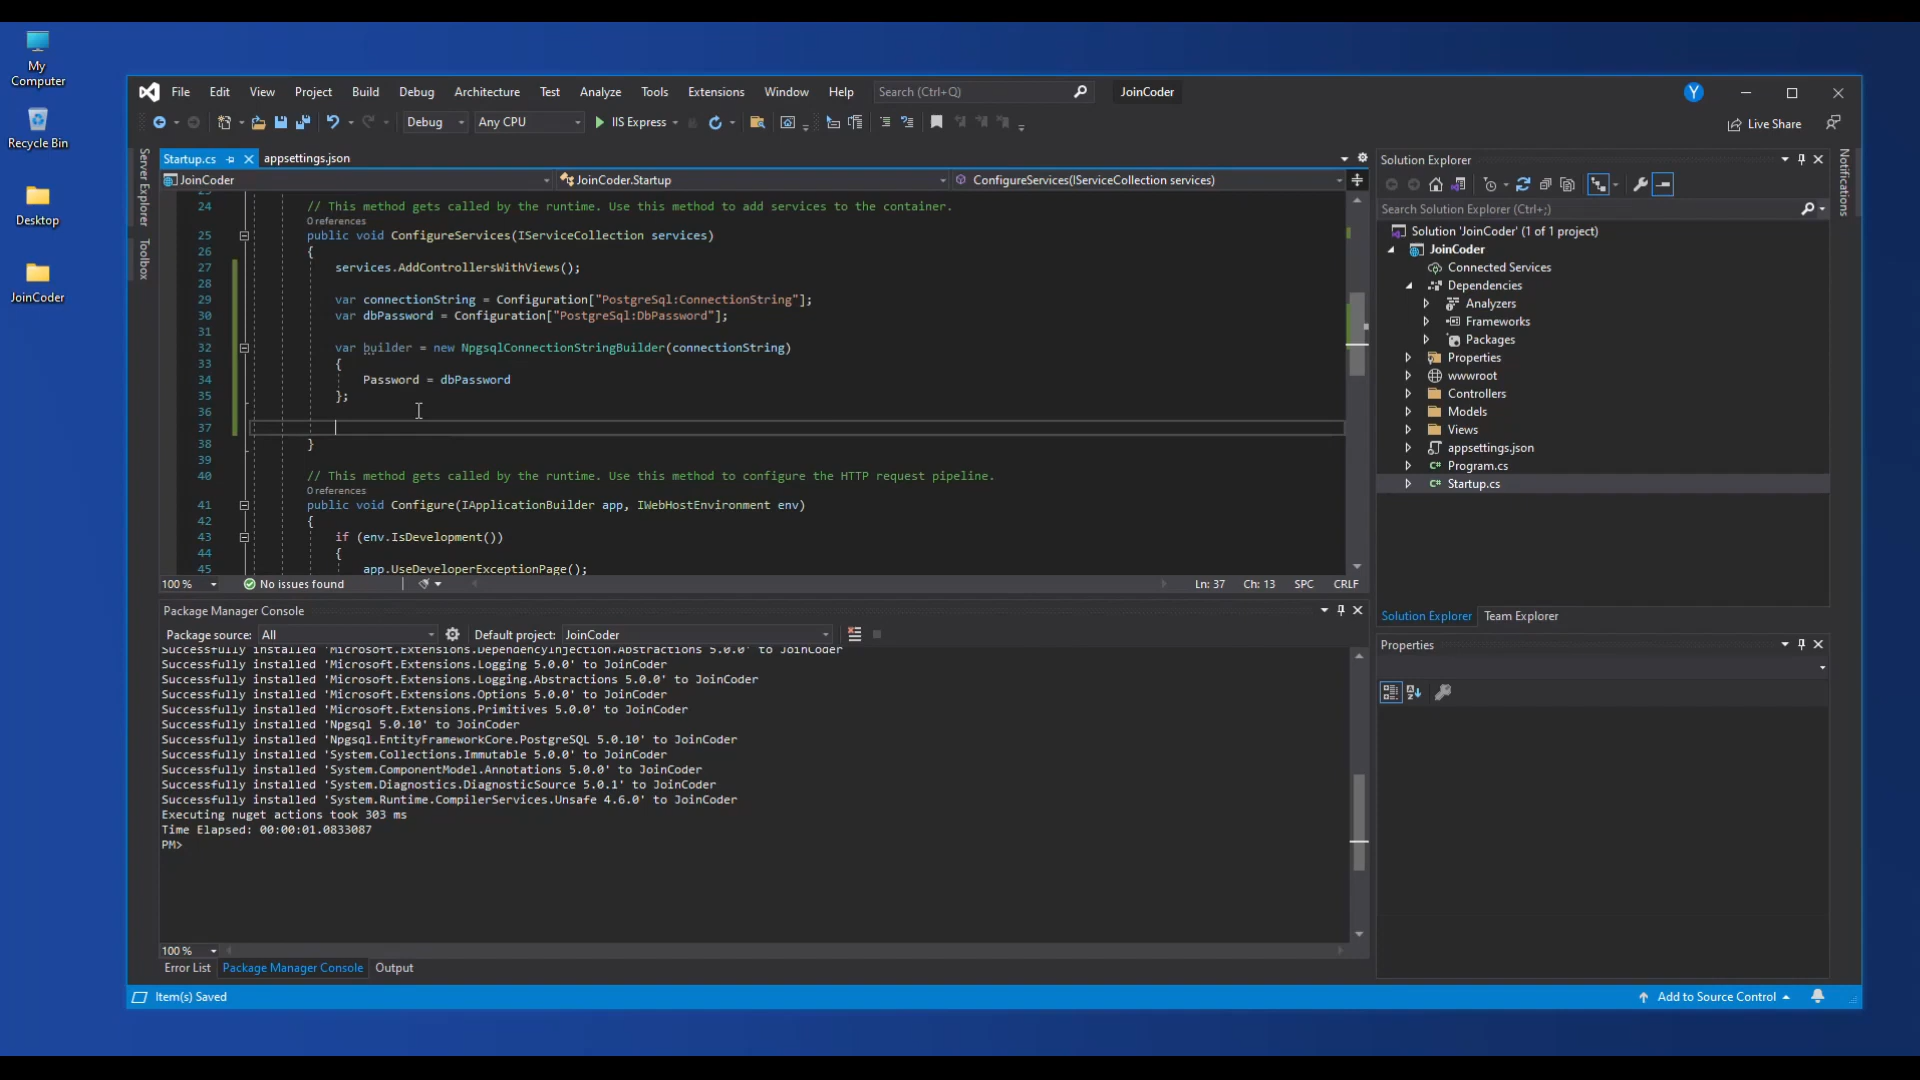 My
Computer
Recycle Bin
Desktop
JoinCoder
File Edit View Project Build Debug Architecture Test Analyze Tools Extensions Window Help Search (Ctrl+Q) JoinCoder Y
Debug Any CPU IIS Express Live Share
Server Explorer
Toolbox
Startup.cs appsettings.json
JoinCoder JoinCoder.Startup ConfigureServices(IServiceCollection services)
24 // This method gets called by the runtime. Use this method to add services to the container.
0 references
25 public void ConfigureServices(IServiceCollection services)
26 {
27 services.AddControllersWithViews();
28
29 var connectionString = Configuration["PostgreSql:ConnectionString"];
30 var dbPassword = Configuration["PostgreSql:DbPassword"];
31
32 var builder = new NpgsqlConnectionStringBuilder(connectionString)
33 {
34 Password = dbPassword
35 };
36
37
38 }
39
40 // This method gets called by the runtime. Use this method to configure the HTTP request pipeline.
0 references
41 public void Configure(IApplicationBuilder app, IWebHostEnvironment env)
42 {
43 if (env.IsDevelopment())
44 {
45 app.UseDeveloperExceptionPage();
100 % No issues found Ln: 37 Ch: 13 SPC CRLF
Package Manager Console
Package source: All Default project: JoinCoder
Successfully installed 'Microsoft.Extensions.DependencyInjection.Abstractions 5.0.0' to JoinCoder
Successfully installed 'Microsoft.Extensions.Logging 5.0.0' to JoinCoder
Successfully installed 'Microsoft.Extensions.Logging.Abstractions 5.0.0' to JoinCoder
Successfully installed 'Microsoft.Extensions.Options 5.0.0' to JoinCoder
Successfully installed 'Microsoft.Extensions.Primitives 5.0.0' to JoinCoder
Successfully installed 'Npgsql 5.0.10' to JoinCoder
Successfully installed 'Npgsql.EntityFrameworkCore.PostgreSQL 5.0.10' to JoinCoder
Successfully installed 'System.Collections.Immutable 5.0.0' to JoinCoder
Successfully installed 'System.ComponentModel.Annotations 5.0.0' to JoinCoder
Successfully installed 'System.Diagnostics.DiagnosticSource 5.0.1' to JoinCoder
Successfully installed 'System.Runtime.CompilerServices.Unsafe 4.6.0' to JoinCoder
Executing nuget actions took 303 ms
Time Elapsed: 00:00:01.0833087
PM>
100 %
Error List Package Manager Console Output
Item(s) Saved Add to Source Control
Solution Explorer
Search Solution Explorer (Ctrl+;)
Solution 'JoinCoder' (1 of 1 project)
JoinCoder
Connected Services
Dependencies
Analyzers
Frameworks
Packages
Properties
wwwroot
Controllers
Models
Views
appsettings.json
C# Program.cs
C# Startup.cs
Solution Explorer Team Explorer
Properties
Notifications